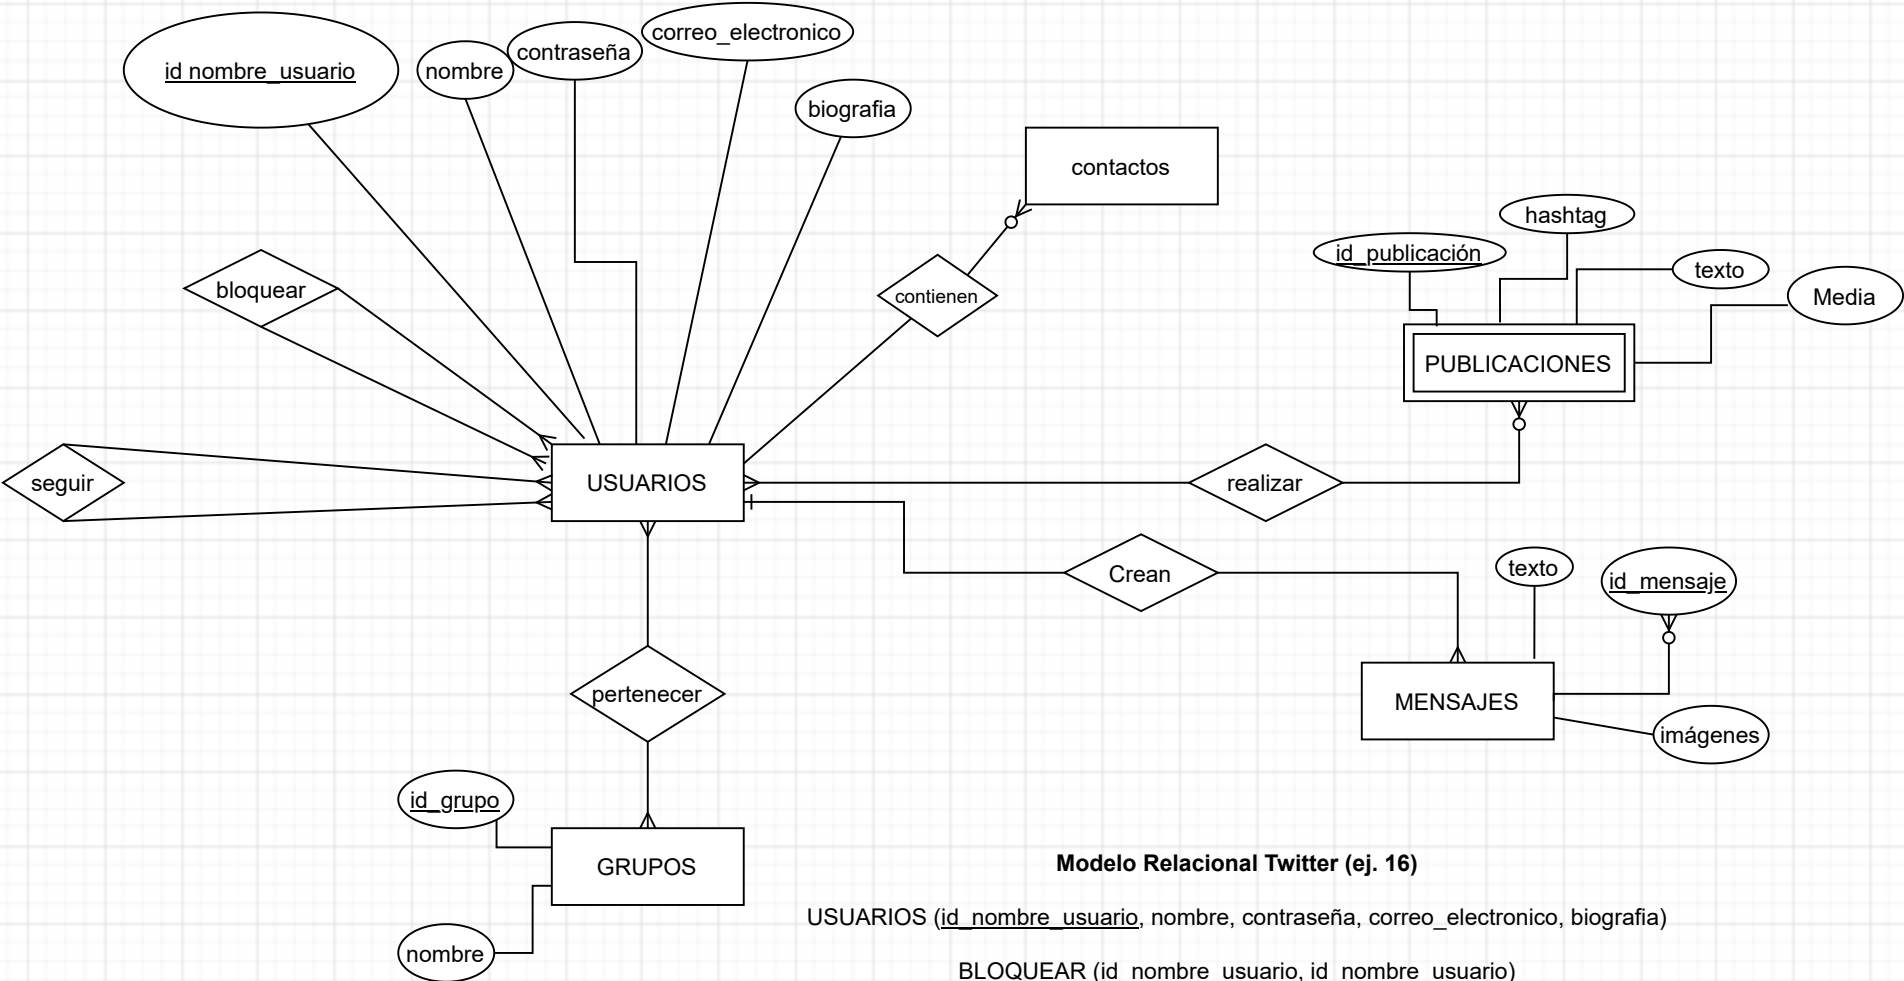 correo_electronico
contraseña
id nombre_usuario
nombre
biografia
contactos
hashtag
id_publicación
texto
Media
bloquear
contienen
PUBLICACIONES
seguir
USUARIOS
realizar
Crean
texto
id_mensaje
pertenecer
MENSAJES
imágenes
id_grupo
GRUPOS
nombre
Modelo Relacional Twitter (ej. 16)
USUARIOS (id_nombre_usuario, nombre, contraseña, correo_electronico, biografia)
BLOQUEAR (id_nombre_usuario, id_nombre_usuario)